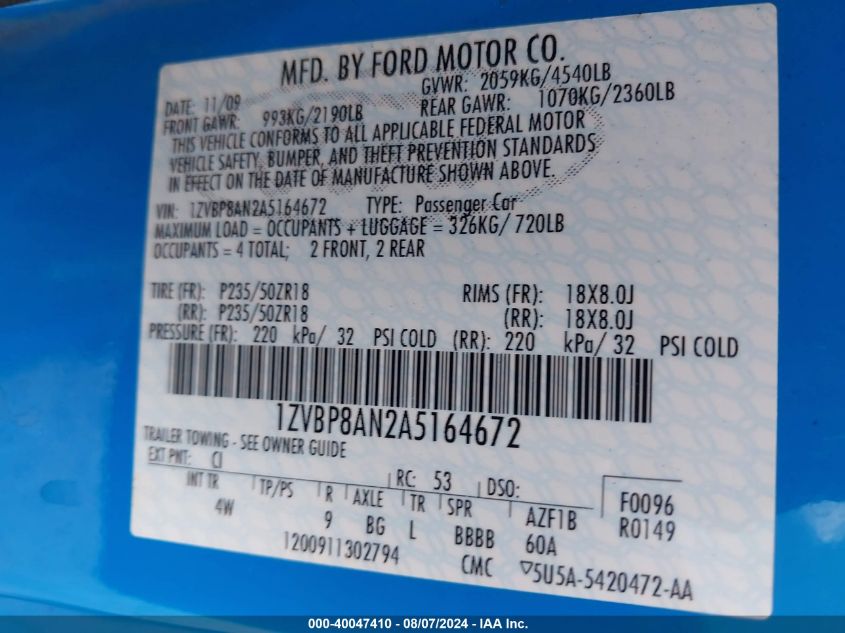 MFD. BY FORD MOTOR CO.
DATE: 11/09 GVWR: 2059KG/4540LB
FRONT GAWR: 993KG/2190LB REAR GAWR: 1070KG/2360LB
THIS VEHICLE CONFORMS TO ALL APPLICABLE FEDERAL MOTOR
VEHICLE SAFETY, BUMPER, AND THEFT PREVENTION STANDARDS
IN EFFECT ON THE DATE OF MANUFACTURE SHOWN ABOVE.
VIN: 1ZVBP8AN2A5164672 TYPE: Passenger Car
MAXIMUM LOAD = OCCUPANTS + LUGGAGE = 326KG/ 720LB
OCCUPANTS = 4 TOTAL; 2 FRONT, 2 REAR
TIRE (FR): P235/50ZR18 RIMS (FR): 18X8.0J
(RR): P235/50ZR18 (RR): 18X8.0J
PRESSURE (FR): 220 kPa/ 32 PSI COLD (RR): 220 kPa/ 32 PSI COLD
1ZVBP8AN2A5164672
TRAILER TOWING - SEE OWNER GUIDE
EXT PNT: CI RC: 53 DSO: F0096
INT TR TP/PS R AXLE TR SPR AZF1B R0149
4W 9 BG L BBBB 60A
1200911302794 CMC ▽5U5A-5420472-AA
000-40047410 - 08/07/2024 - IAA Inc.